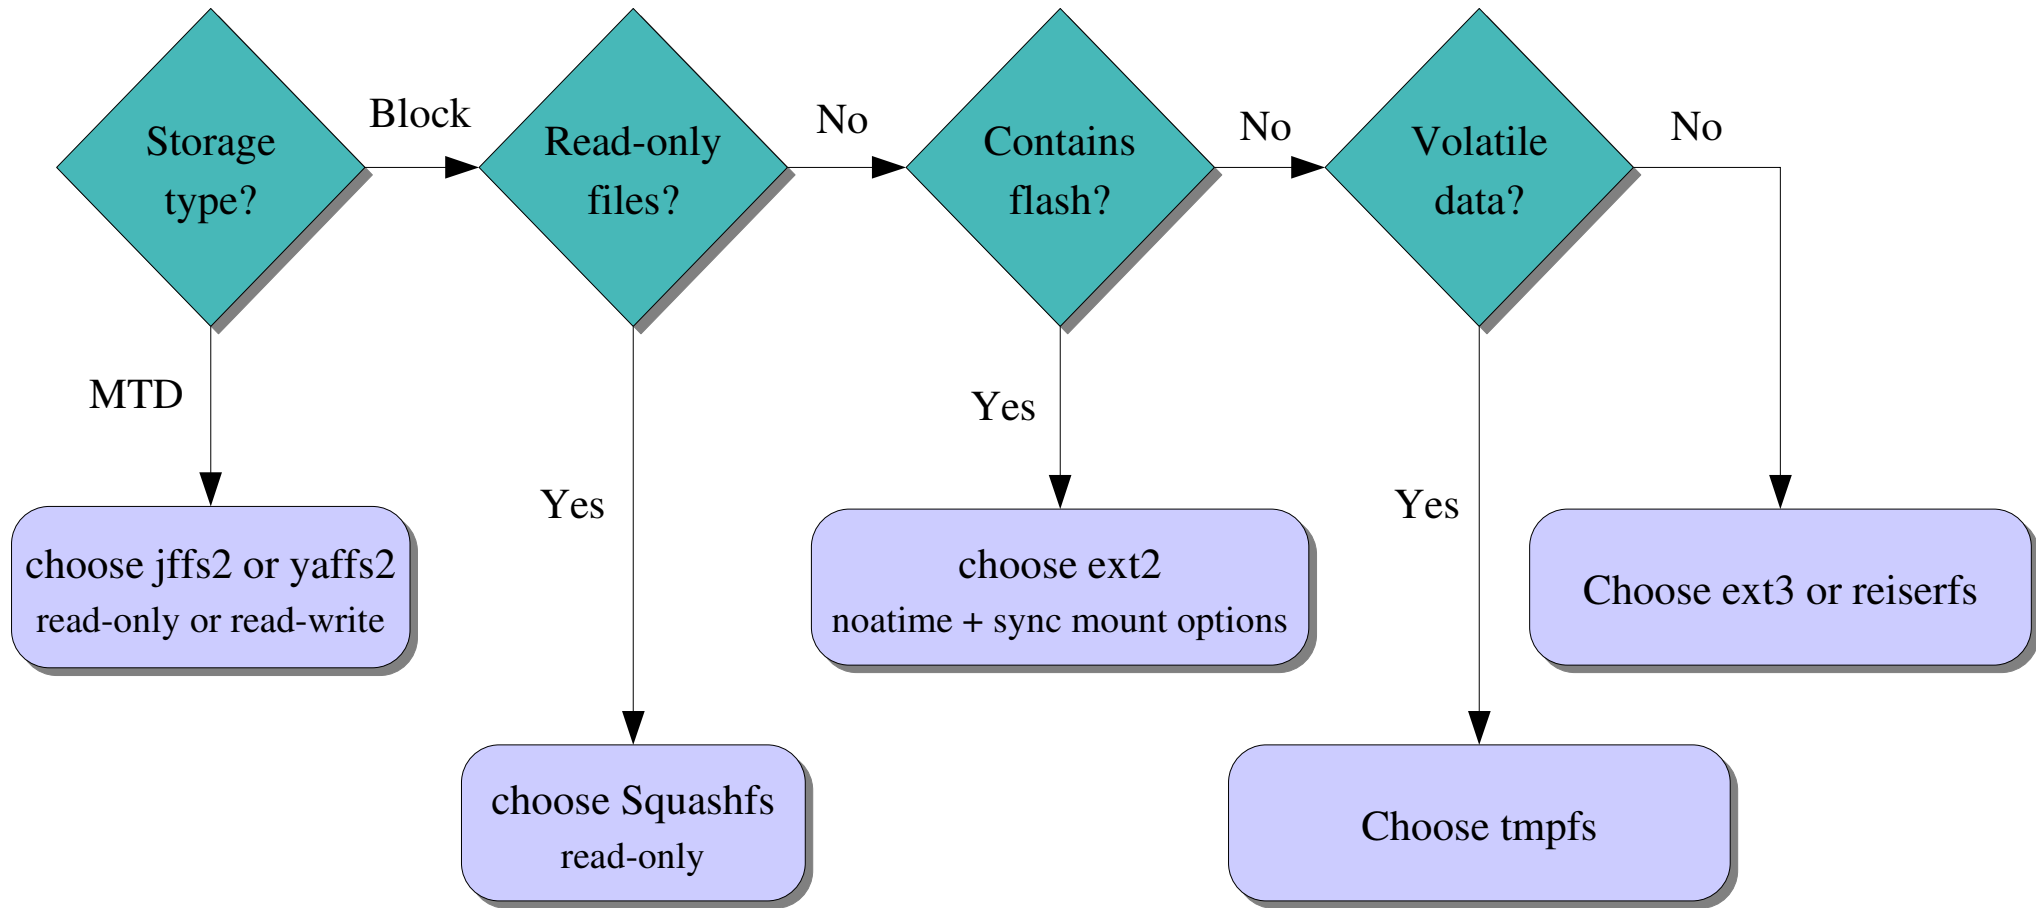 Storage
type?
Block
Read-only
files?
No
Contains
flash?
No
Volatile
data?
No
MTD
Yes
Yes
Yes
choose jffs2 or yaffs2
read-only or read-write
choose ext2
noatime + sync mount options
Choose ext3 or reiserfs
choose Squashfs
read-only
Choose tmpfs